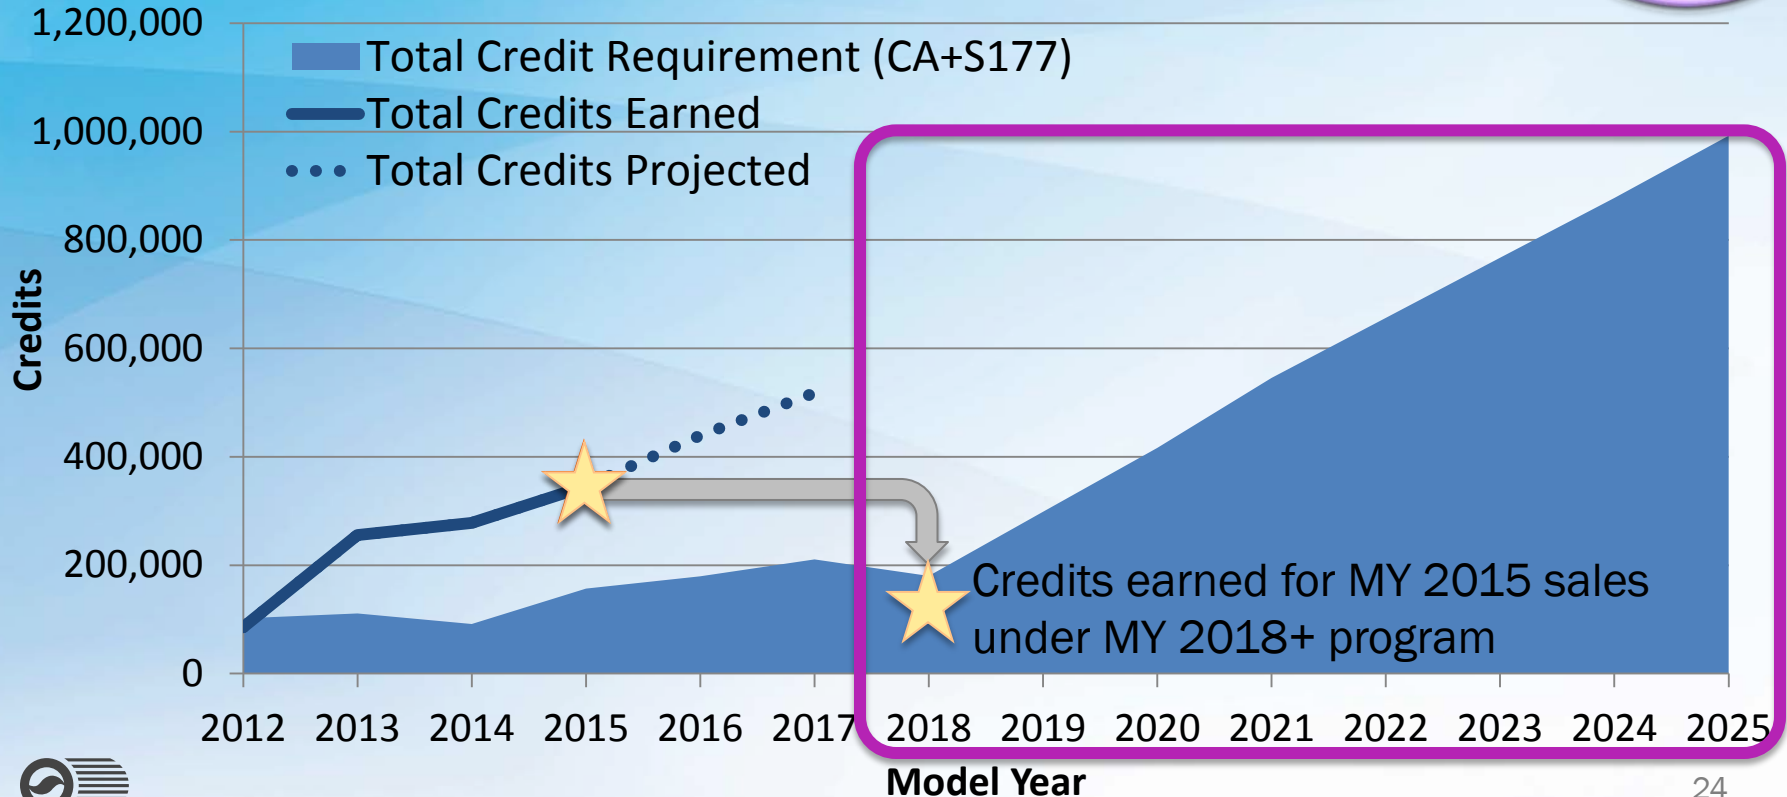 1,200,000
Total Credit Requirement (CA+S177)
Total Credits Earned
1,000,000
Total Credits Projected
800,000
Credits
600,000
400,000
200,000
Credits earned for MY 2015 sales
under MY 2018+ program
0
2012 2013 2014 2015 2016 2017 2018 2019 2020 2021 2022 2023 2024 2025
Model Year
24